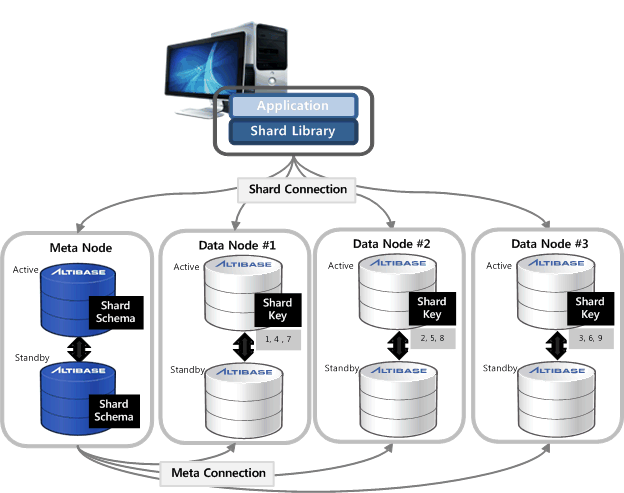 Application
Shard Library
Shard Connection
Meta Node
Active
ALTIBASE
Shard
Schema
Standby
ALTIBASE
Shard
Schema
Data Node #1
Active
ALTIBASE
Shard
Key
1, 4 , 7
Standby
ALTIBASE
Data Node #2
Active
ALTIBASE
Shard
Key
2, 5, 8
Standby
ALTIBASE
Data Node #3
Active
ALTIBASE
Shard
Key
3, 6, 9
Standby
ALTIBASE
Meta Connection